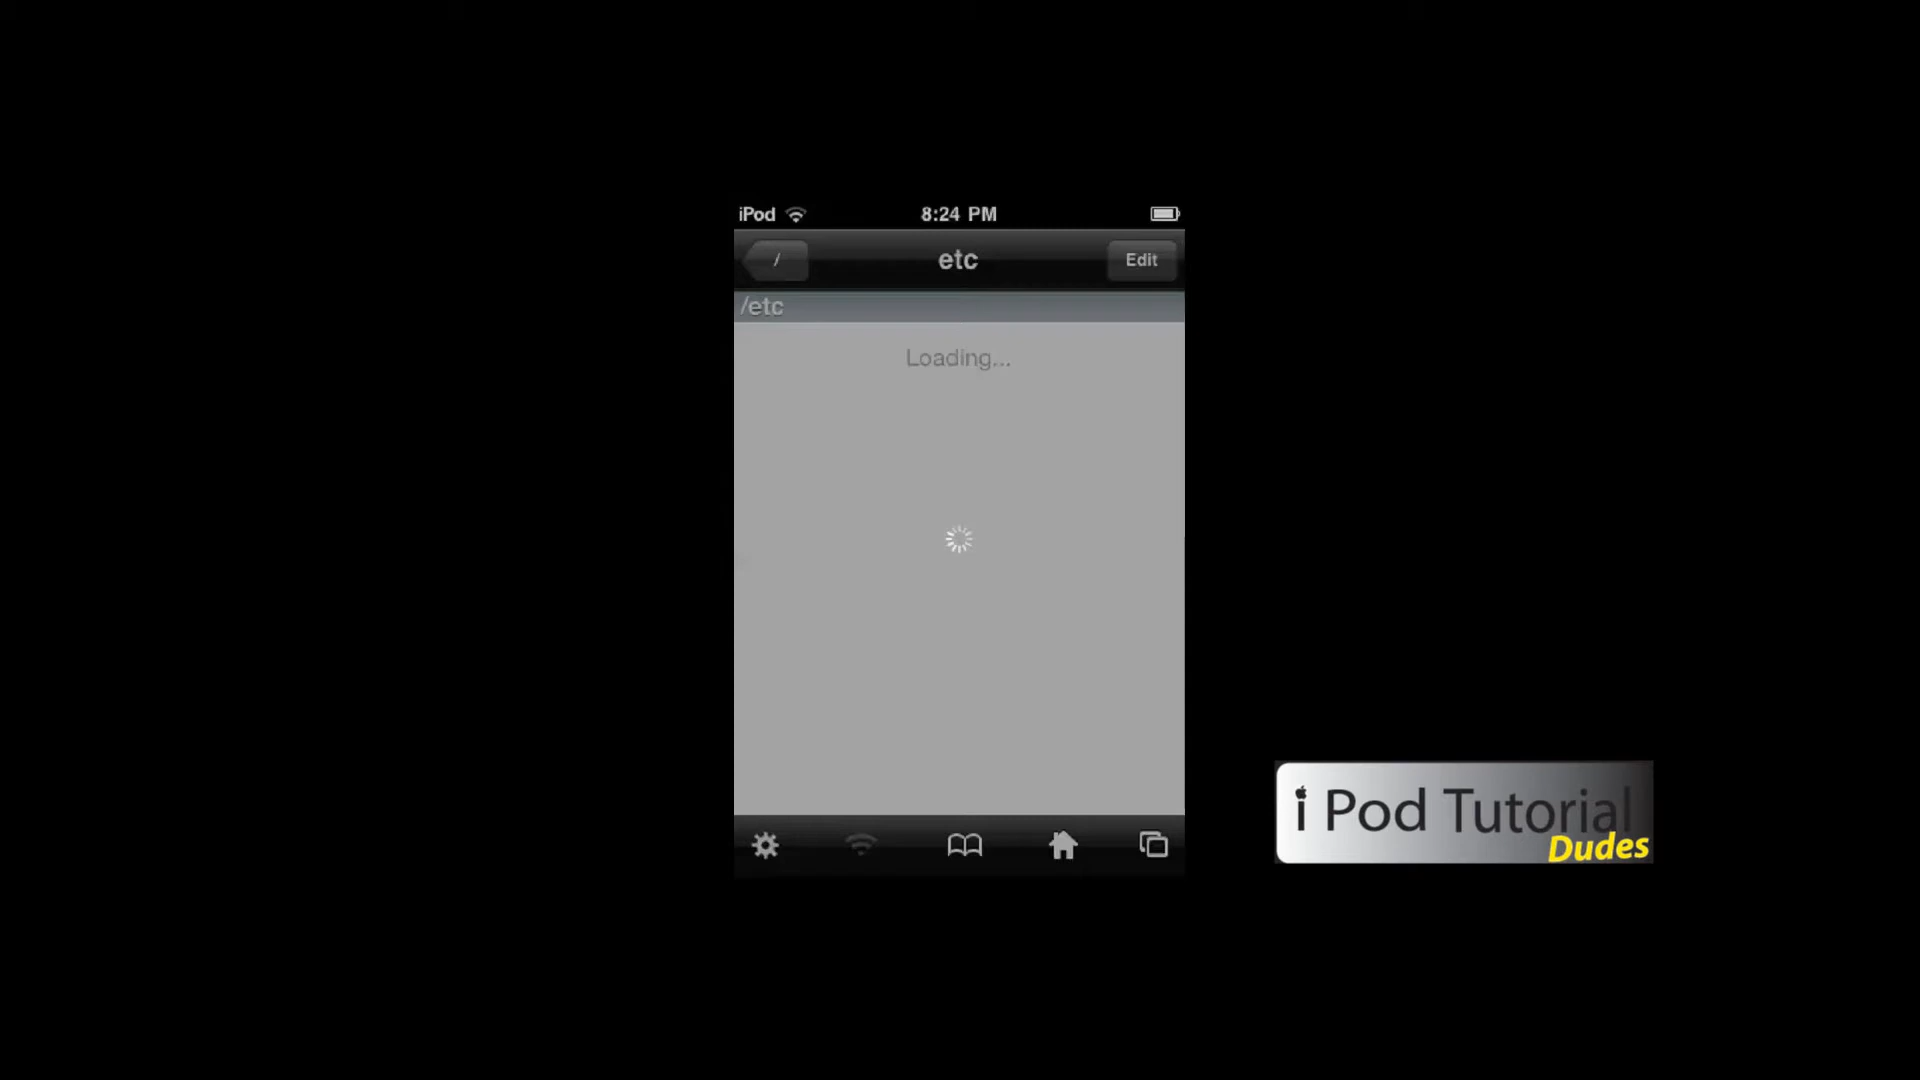 iPod 8:24 PM
/ etc Edit
/etc
Loading...
i Pod Tutorial
Dudes